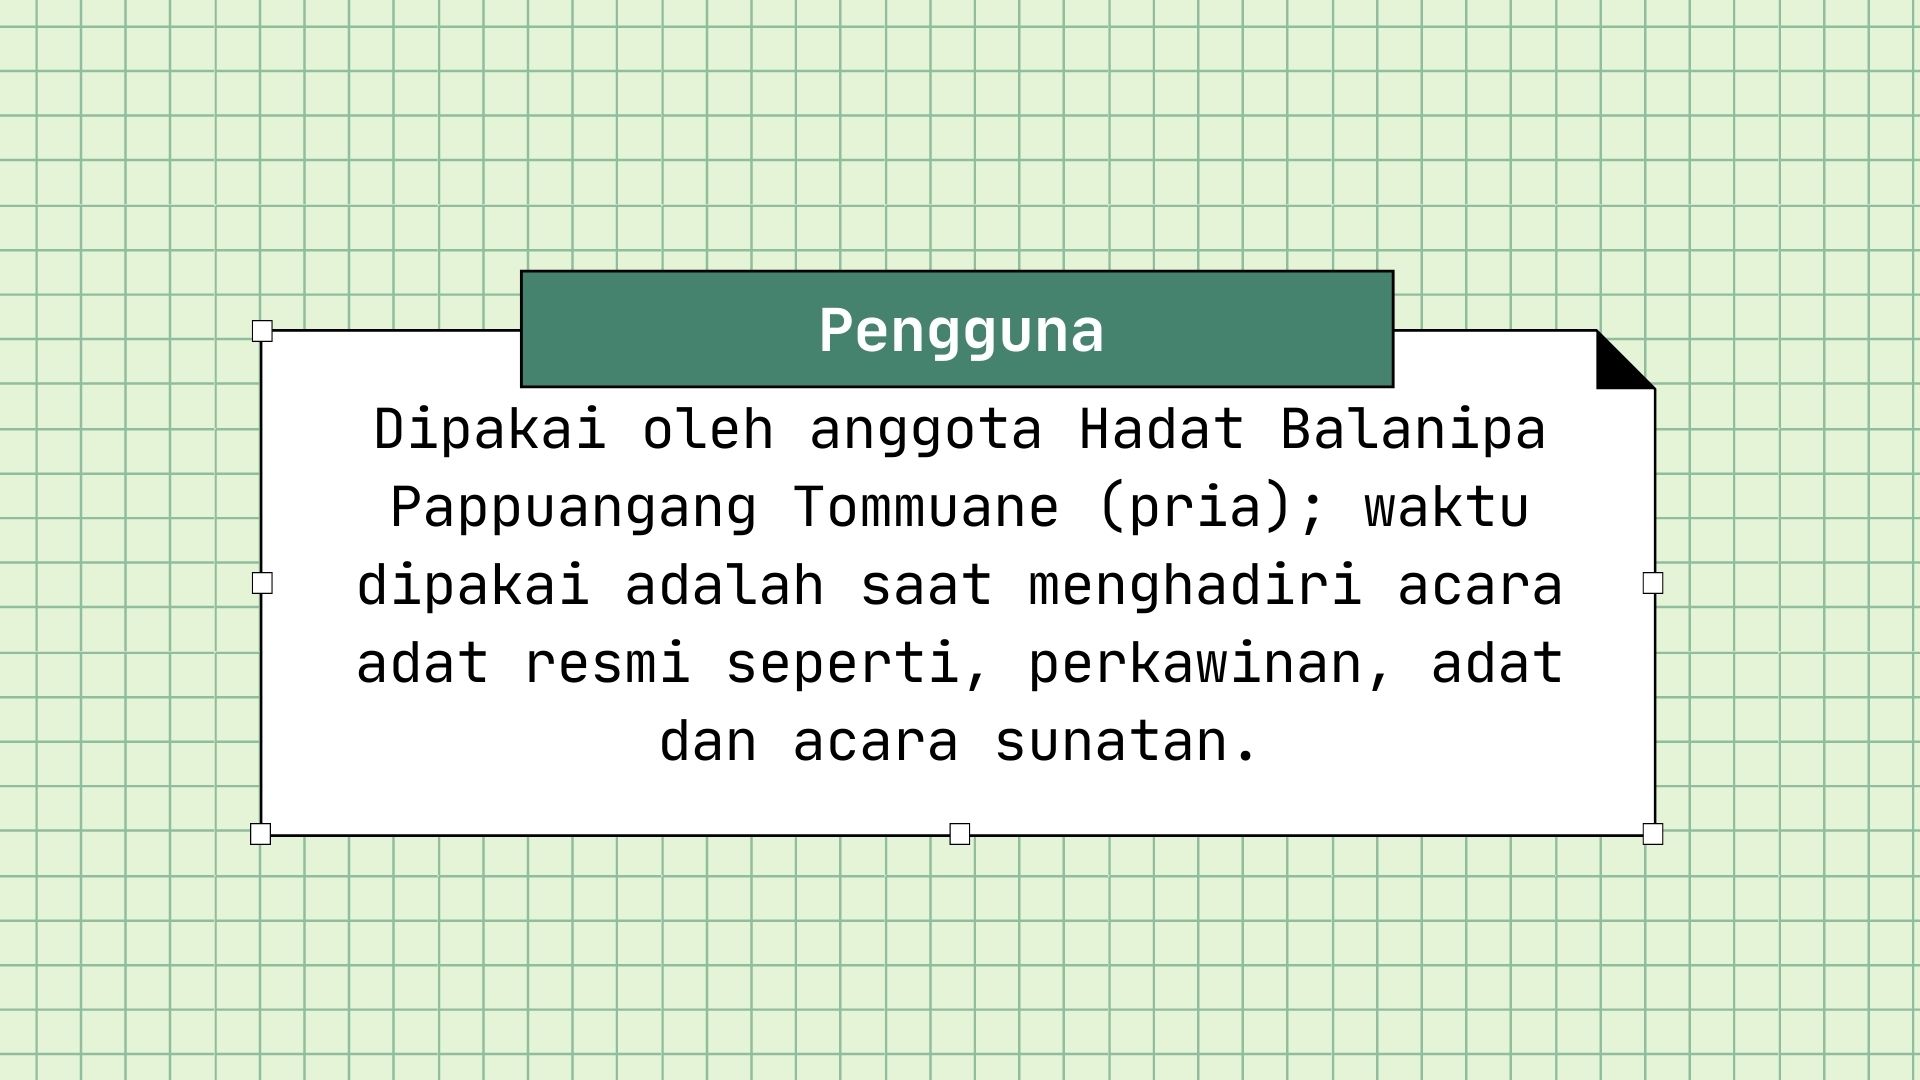 Pengguna
Dipakai oleh anggota Hadat Balanipa
Pappuangang Tommuane (pria); waktu
dipakai adalah saat menghadiri acara
adat resmi seperti, perkawinan, adat
dan acara sunatan.